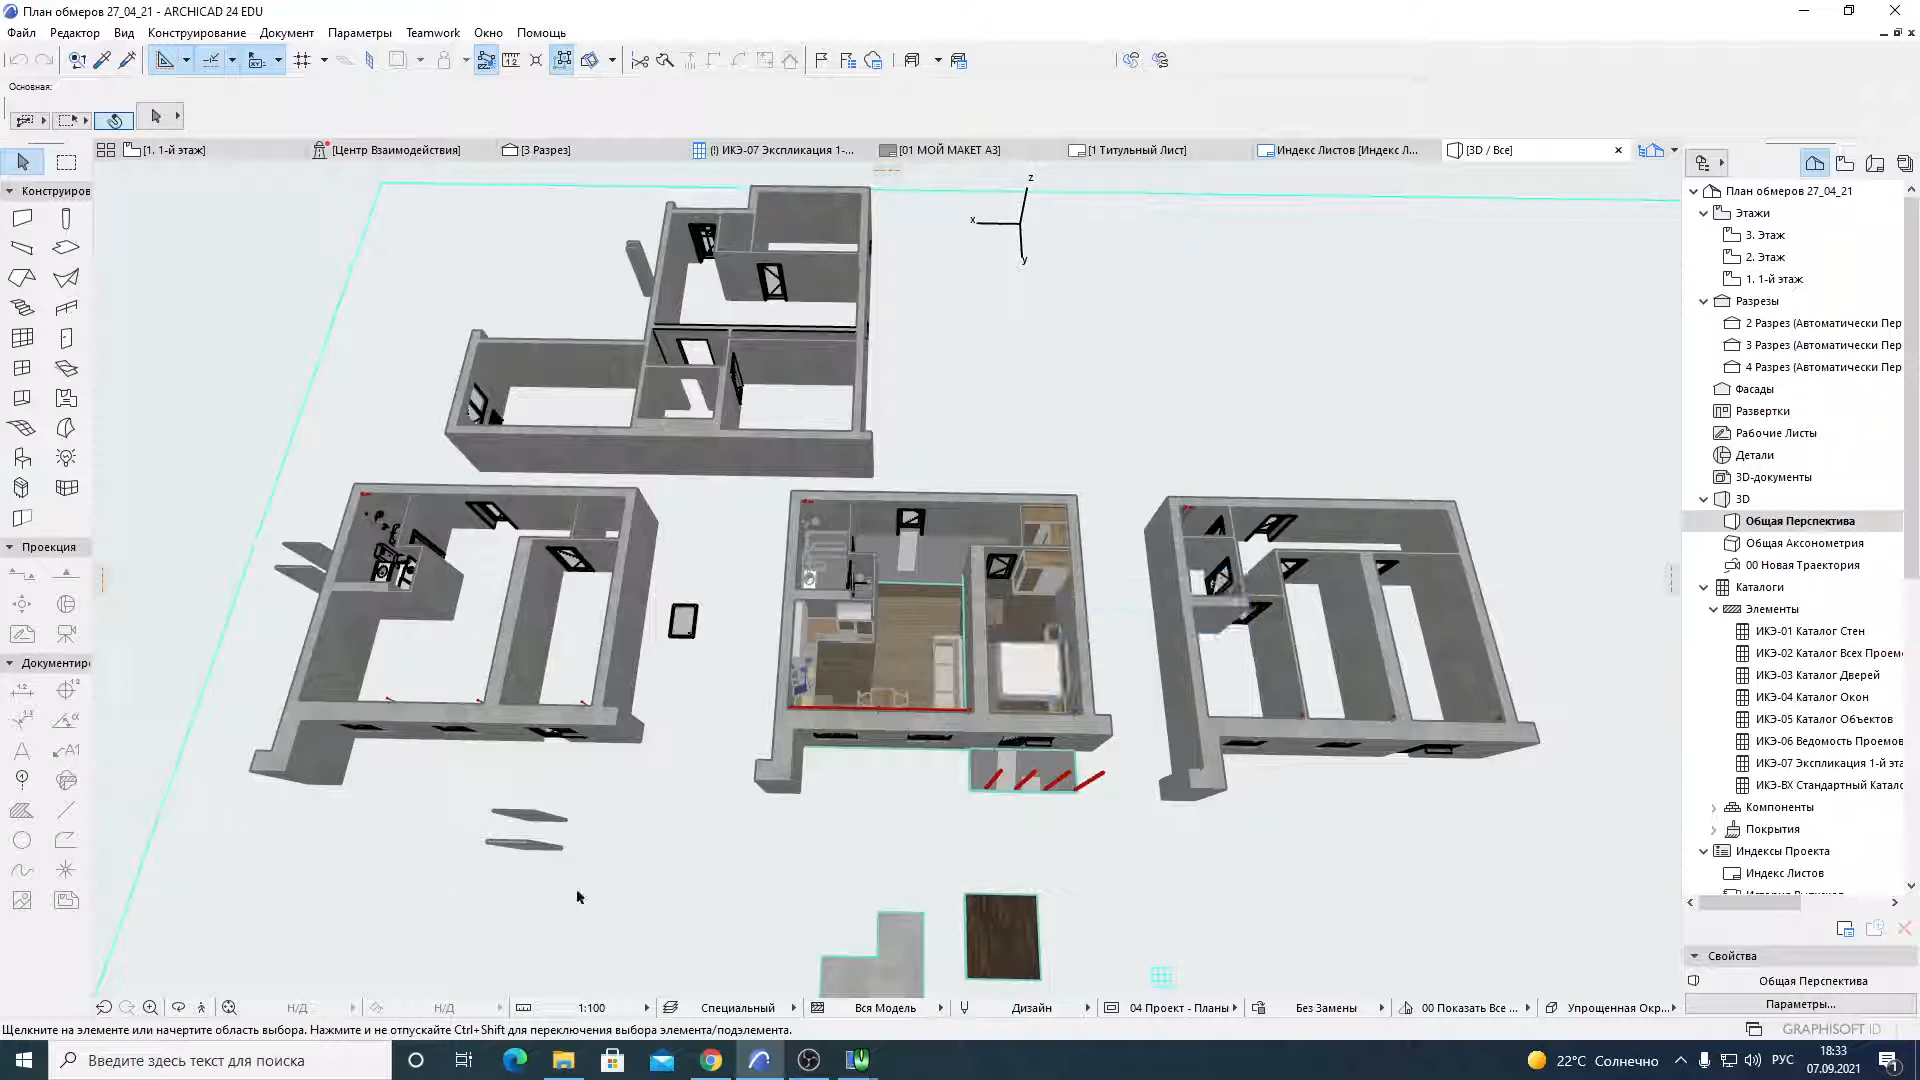 План обмеров 27_04_21 - ARCHICAD 24 EDU
Файл Редактор Вид Конструирование Документ Параметры Teamwork Окно Помощь
Основная:
[1. 1-й этаж]
[Центр Взаимодействия]
[3 Разрез]
(!) ИКЭ-07 Экспликация 1-...
[01 МОЙ МАКЕТ А3]
[1 Титульный Лист]
Индекс Листов [Индекс Л...
[3D / Все]
Конструиров
Проекция
Документир
z
x
y
План обмеров 27_04_21
Этажи
3. Этаж
2. Этаж
1. 1-й этаж
Разрезы
2 Разрез (Автоматически Пер
3 Разрез (Автоматически Пер
4 Разрез (Автоматически Пер
Фасады
Развертки
Рабочие Листы
Детали
3D-документы
3D
Общая Перспектива
Общая Аксонометрия
00 Новая Траектория
Каталоги
Элементы
ИКЭ-01 Каталог Стен
ИКЭ-02 Каталог Всех Проем
ИКЭ-03 Каталог Дверей
ИКЭ-04 Каталог Окон
ИКЭ-05 Каталог Объектов
ИКЭ-06 Ведомость Проемов
ИКЭ-07 Экспликация 1-й эта
ИКЭ-ВХ Стандартный Катало
Компоненты
Покрытия
Индексы Проекта
Индекс Листов
Свойства
Общая Перспектива
Параметры...
Н/Д
Н/Д
1:100
Специальный
Вся Модель
Дизайн
04 Проект - Планы
Без Замены
00 Показать Все ...
Упрощенная Окр...
Щелкните на элементе или начертите область выбора. Нажмите и не отпускайте Ctrl+Shift для переключения выбора элемента/подэлемента.
GRAPHISOFT ID
Введите здесь текст для поиска
22°C Солнечно
РУС
18:33
07.09.2021
1